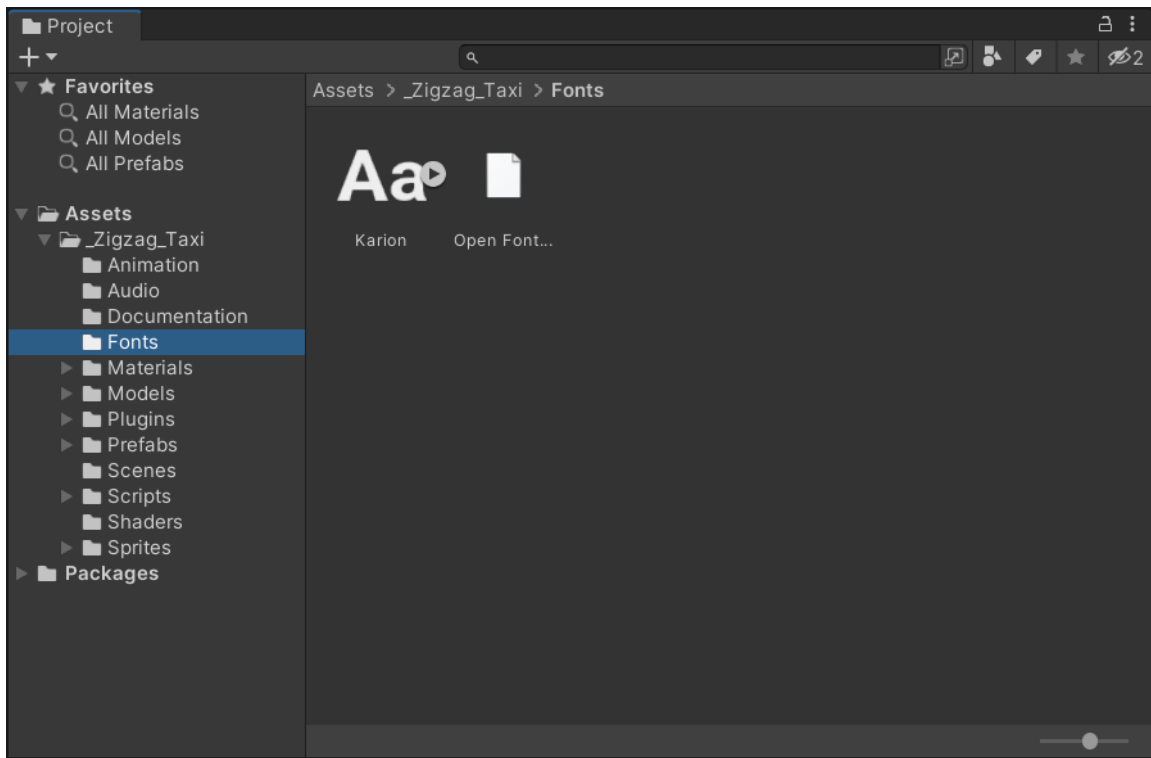 Project
2
Favorites
All Materials
All Models
All Prefabs
Assets
_Zigzag_Taxi
Animation
Audio
Documentation
Fonts
Materials
Models
Plugins
Prefabs
Scenes
Scripts
Shaders
Sprites
Packages
Assets > _Zigzag_Taxi > Fonts
Aa
Karion
Open Font...